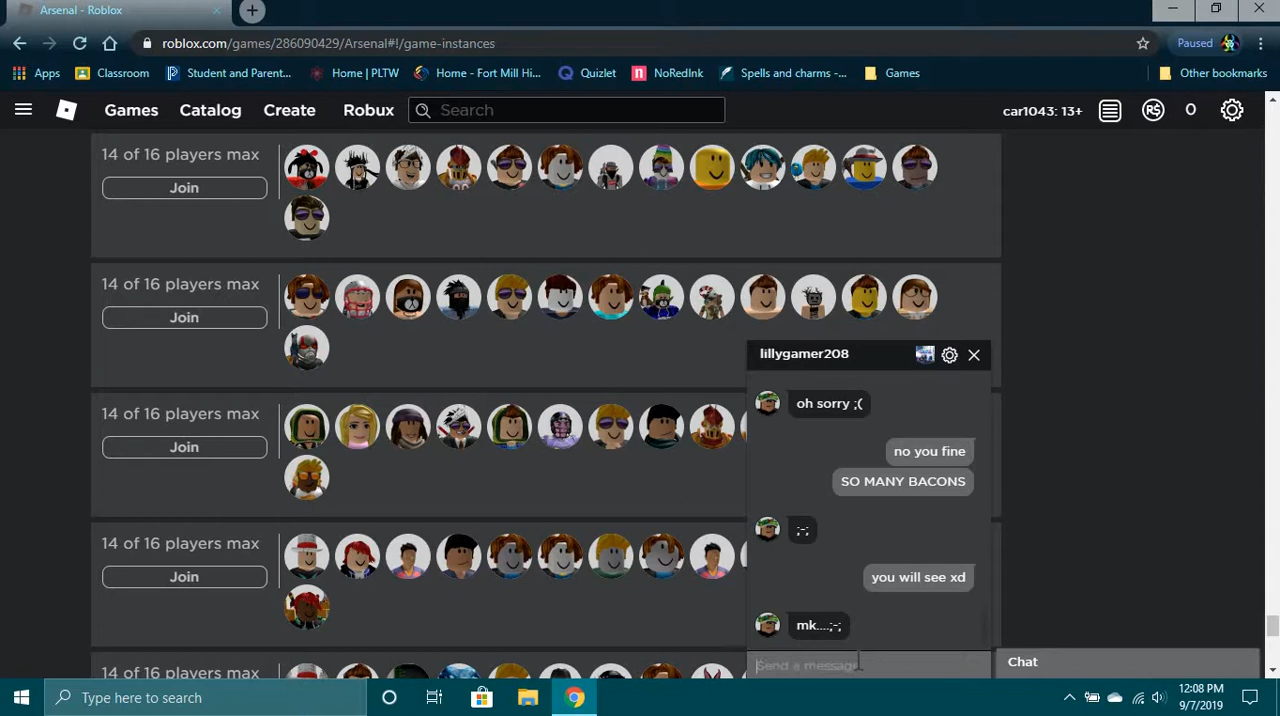 Arsenal - Roblox
roblox.com/games/286090429/Arsenal#!/game-instances
Paused
Apps Classroom Student and Parent... Home | PLTW Home - Fort Mill Hi... Quizlet NoRedInk Spells and charms -... Games Other bookmarks
Games Catalog Create Robux Search car1043: 13+ 0
14 of 16 players max
Join
14 of 16 players max
Join
14 of 16 players max
Join
14 of 16 players max
Join
14 of 16 players max
lillygamer208
oh sorry ;(
no you fine
SO MANY BACONS
;-;
you will see xd
mk....;-;
Send a message
Chat
Type here to search
12:08 PM
9/7/2019